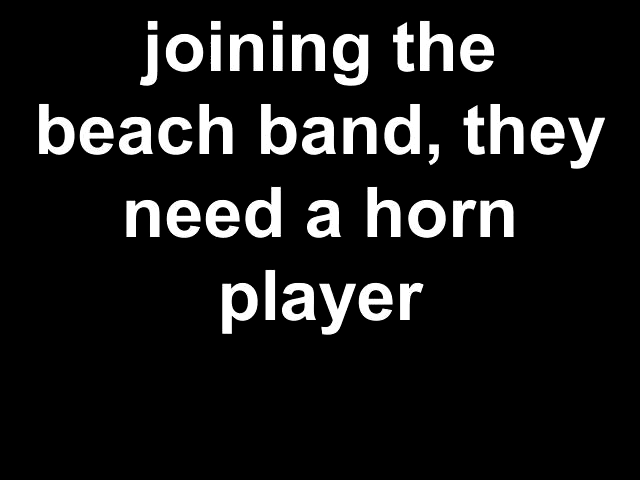 joining the
beach band, they
need a horn
player